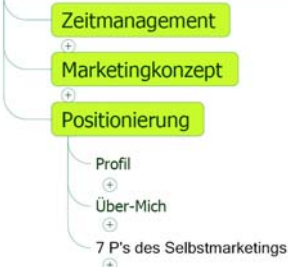 Zeitmanagement
Marketingkonzept
Positionierung
Profil
Über-Mich
7 P's des Selbstmarketings